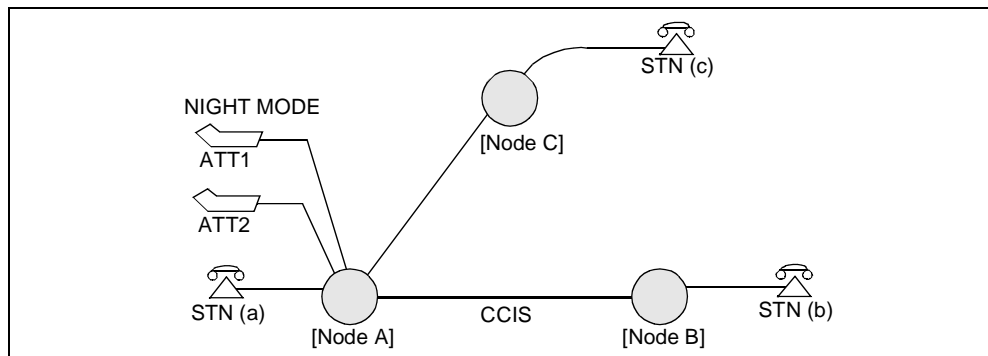 STN (c)
NIGHT MODE
[Node C]
ATT1
ATT2
STN (a)
CCIS
STN (b)
[Node A]
[Node B]